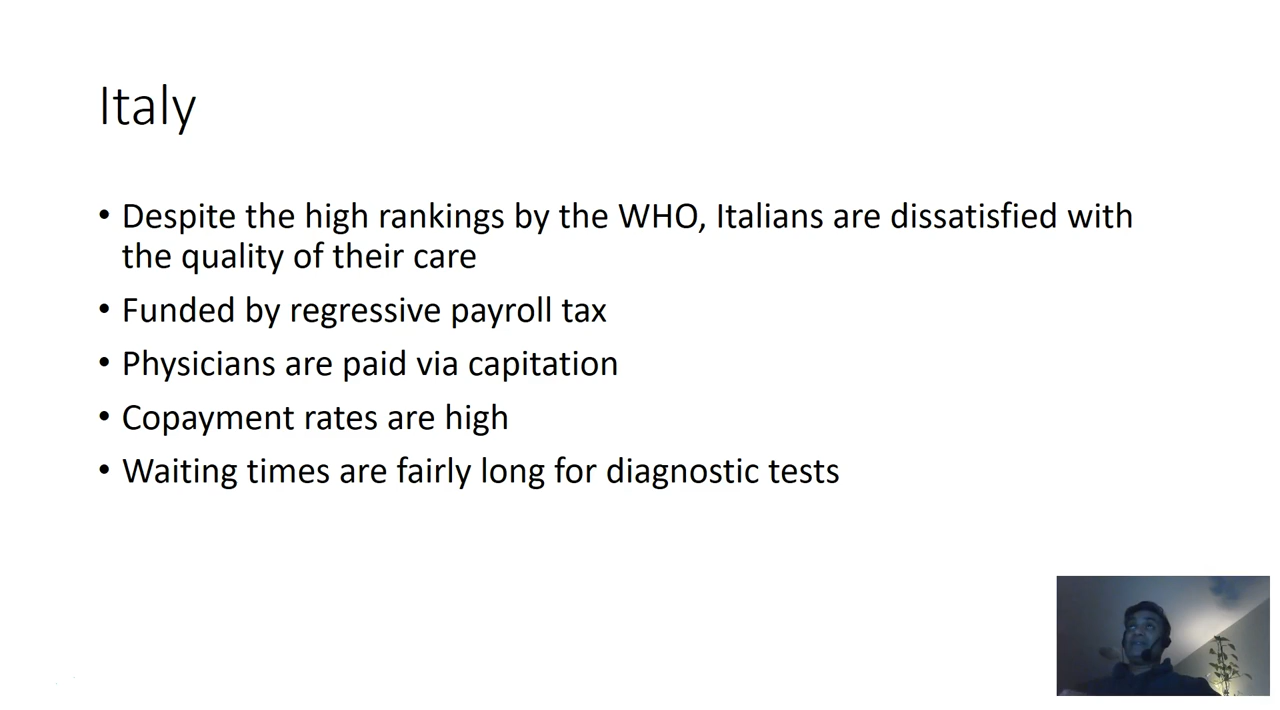 Italy
• Despite the high rankings by the WHO, Italians are dissatisfied with
the quality of their care
• Funded by regressive payroll tax
• Physicians are paid via capitation
• Copayment rates are high
• Waiting times are fairly long for diagnostic tests